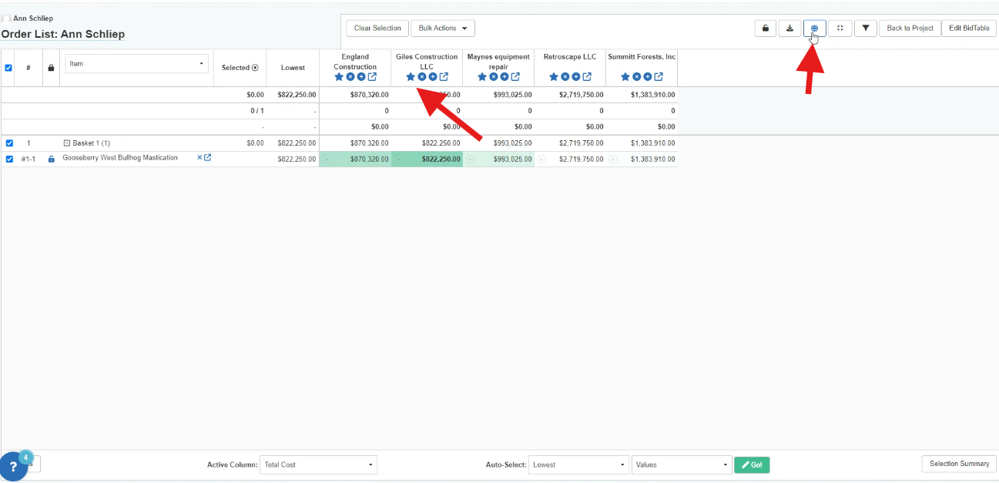 Ann Schliep
Order List: Ann Schliep
Clear Selection Bulk Actions Back to Project Edit BidTable
# Item Selected Lowest England Construction Giles Construction LLC Maynes equipment repair Retroscape LLC Summitt Forests, Inc
$0.00 $822,250.00 $870,320.00 50.00 $993,025.00 $2,719,750.00 $1,383,910.00
0 / 1 - 0 0 0 0 0
- - $0.00 $0.00 $0.00 $0.00 $0.00
1 Basket 1 (1) $0.00 $822,250.00 $870,320.00 $822,250.00 $993,025.00 $2,719,750.00 $1,383,910.00
#1-1 Gooseberry West Bullhog Mastication $822,250.00 $870,320.00 $822,250.00 $993,025.00 $2,719,750.00 $1,383,910.00
? 4 Active Column: Total Cost Auto-Select: Lowest Values Go! Selection Summary